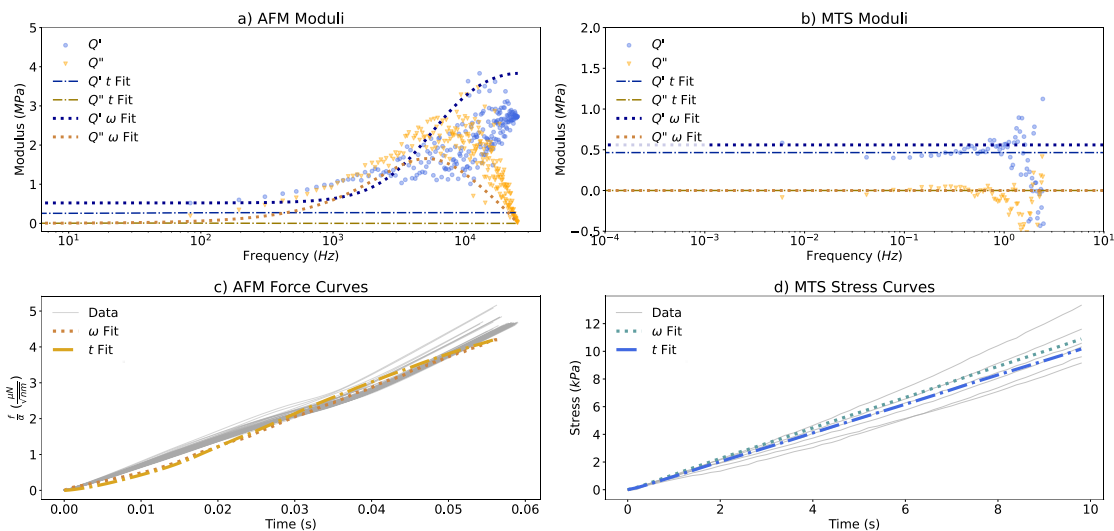 a) AFM Moduli
Modulus (MPa)
5
4
3
2
1
0
Q'
Q"
Q' t Fit
Q" t Fit
Q' ω Fit
Q" ω Fit
10¹ 10² 10³ 10⁴
Frequency (Hz)
b) MTS Moduli
Modulus (MPa)
2.0
1.5
1.0
0.5
0.0
−0.5
Q'
Q"
Q' t Fit
Q" t Fit
Q' ω Fit
Q" ω Fit
10⁻⁴ 10⁻³ 10⁻² 10⁻¹ 10⁰ 10¹
Frequency (Hz)
c) AFM Force Curves
f/α (μN/√nm)
5
4
3
2
1
0
Data
ω Fit
t Fit
0.00 0.01 0.02 0.03 0.04 0.05 0.06
Time (s)
d) MTS Stress Curves
Stress (kPa)
12
10
8
6
4
2
0
Data
ω Fit
t Fit
0 2 4 6 8 10
Time (s)